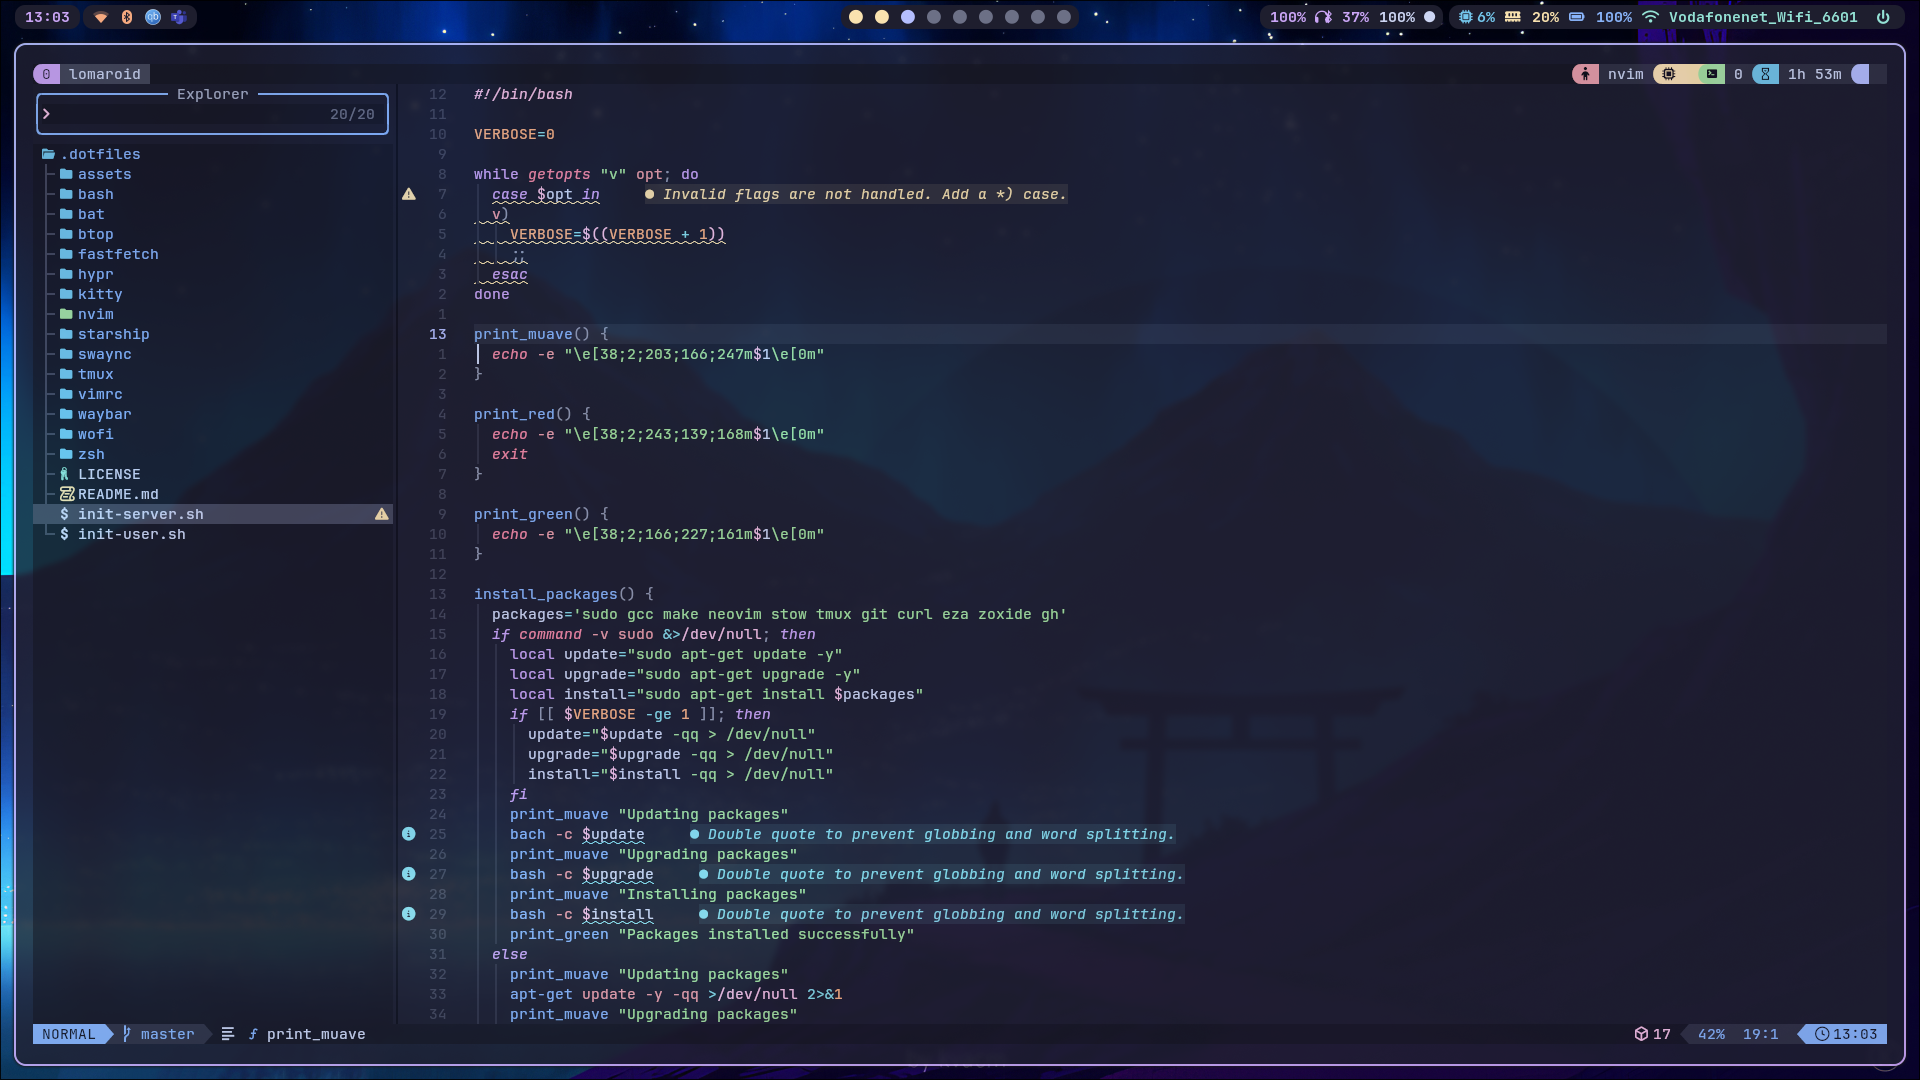 13:03 100% 37% 100% 6% 20% 100% Vodafonenet_Wifi_6601
0 lomaroid nvim 0 1h 53m
Explorer
20/20
.dotfiles
assets
bash
bat
btop
fastfetch
hypr
kitty
nvim
starship
swaync
tmux
vimrc
waybar
wofi
zsh
LICENSE
README.md
$ init-server.sh
$ init-user.sh
12 #!/bin/bash
11
10 VERBOSE=0
9
8 while getopts "v" opt; do
7 case $opt in ● Invalid flags are not handled. Add a *) case.
6 v)
5 VERBOSE=$((VERBOSE + 1))
4 ;;
3 esac
2 done
1
13 print_muave() {
1 echo -e "\e[38;2;203;166;247m$1\e[0m"
2 }
3
4 print_red() {
5 echo -e "\e[38;2;243;139;168m$1\e[0m"
6 exit
7 }
8
9 print_green() {
10 echo -e "\e[38;2;166;227;161m$1\e[0m"
11 }
12
13 install_packages() {
14 packages='sudo gcc make neovim stow tmux git curl eza zoxide gh'
15 if command -v sudo &>/dev/null; then
16 local update="sudo apt-get update -y"
17 local upgrade="sudo apt-get upgrade -y"
18 local install="sudo apt-get install $packages"
19 if [[ $VERBOSE -ge 1 ]]; then
20 update="$update -qq > /dev/null"
21 upgrade="$upgrade -qq > /dev/null"
22 install="$install -qq > /dev/null"
23 fi
24 print_muave "Updating packages"
25 bach -c $update ● Double quote to prevent globbing and word splitting.
26 print_muave "Upgrading packages"
27 bash -c $upgrade ● Double quote to prevent globbing and word splitting.
28 print_muave "Installing packages"
29 bash -c $install ● Double quote to prevent globbing and word splitting.
30 print_green "Packages installed successfully"
31 else
32 print_muave "Updating packages"
33 apt-get update -y -qq >/dev/null 2>&1
34 print_muave "Upgrading packages"
NORMAL master f print_muave 17 42% 19:1 13:03